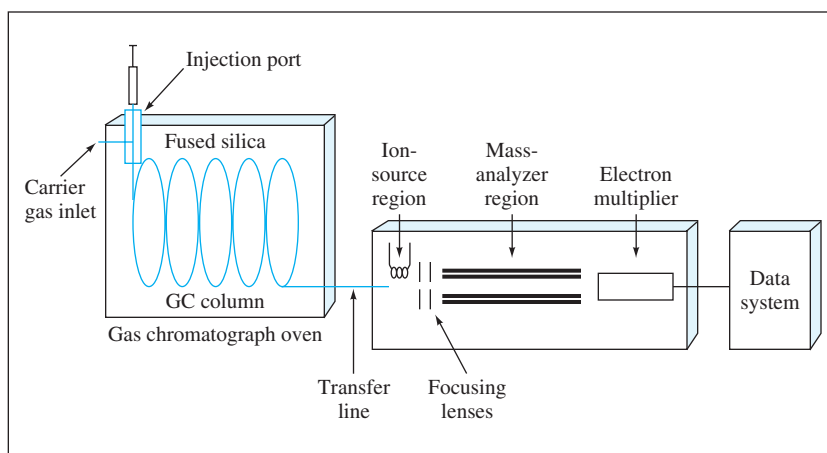 Injection port
Fused silica
Carrier
gas inlet
GC column
Gas chromatograph oven
Ion-
source
region
Mass-
analyzer
region
Electron
multiplier
Data
system
Transfer
line
Focusing
lenses